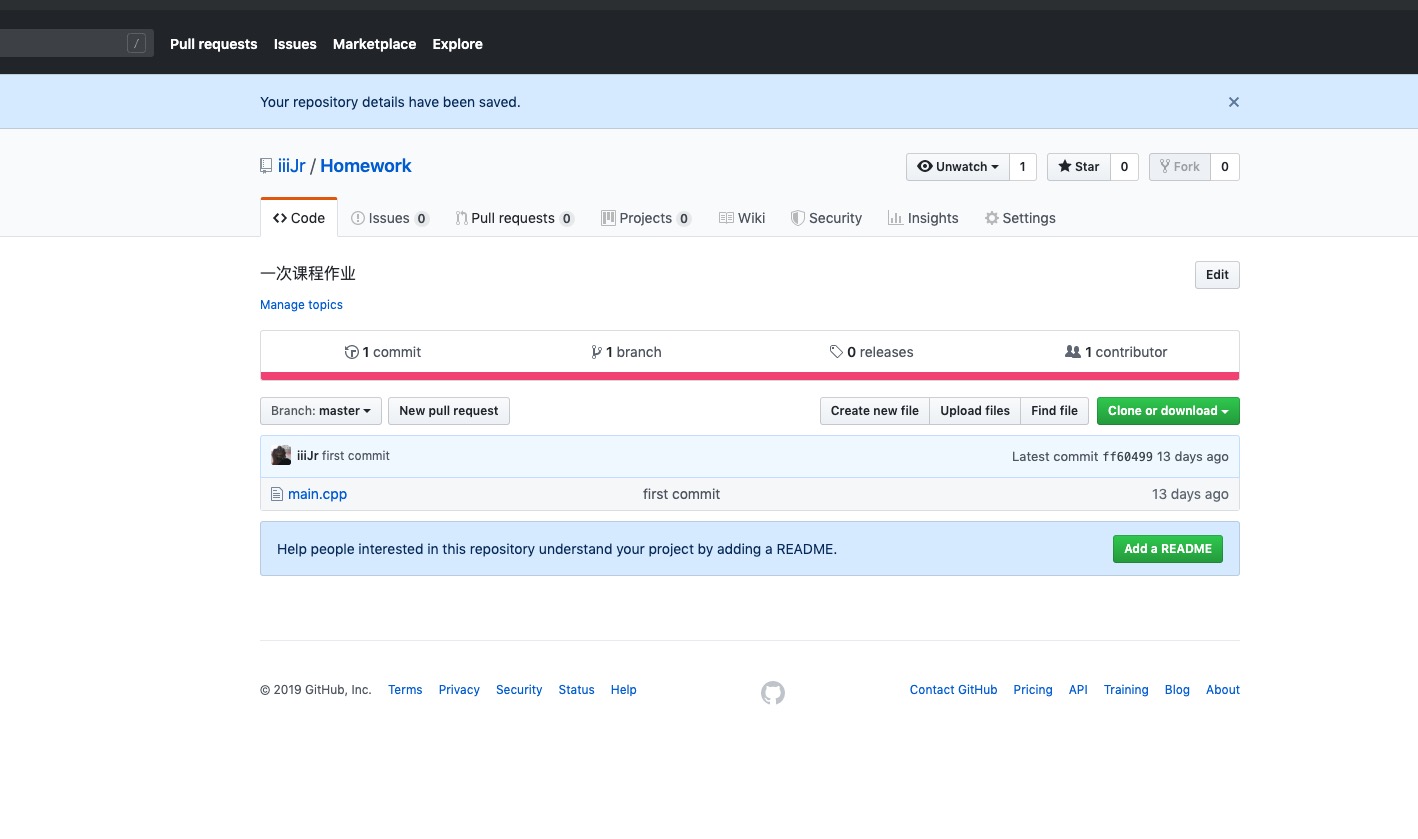 / Pull requests Issues Marketplace Explore
Your repository details have been saved.
iiiJr / Homework Unwatch 1 Star 0 Fork 0
Code Issues 0 Pull requests 0 Projects 0 Wiki Security Insights Settings
一次课程作业 Edit
Manage topics
1 commit 1 branch 0 releases 1 contributor
Branch: master New pull request Create new file Upload files Find file Clone or download
iiiJr first commit Latest commit ff60499 13 days ago
main.cpp first commit 13 days ago
Help people interested in this repository understand your project by adding a README. Add a README
© 2019 GitHub, Inc. Terms Privacy Security Status Help Contact GitHub Pricing API Training Blog About